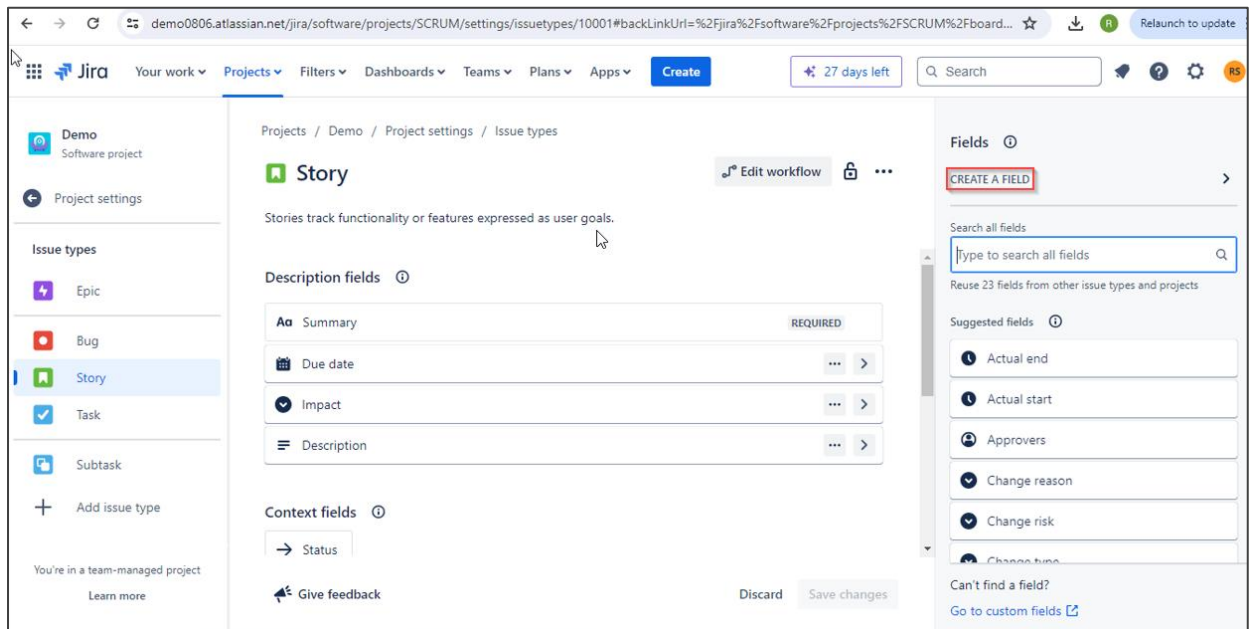 demo0806.atlassian.net/jira/software/projects/SCRUM/settings/issuetypes/10001#backLinkUrl=%2Fjira%2Fsoftware%2Fprojects%2FSCRUM%2Fboard...
R
Relaunch to update
Jira
Your work
Projects
Filters
Dashboards
Teams
Plans
Apps
Create
27 days left
Search
RS
Demo
Software project
Project settings
Issue types
Epic
Bug
Story
Task
Subtask
Add issue type
You're in a team-managed project
Learn more
Projects / Demo / Project settings / Issue types
Story
Edit workflow
Stories track functionality or features expressed as user goals.
Description fields
Aa Summary
REQUIRED
Due date
Impact
Description
Context fields
Status
Give feedback
Discard
Save changes
Fields
CREATE A FIELD
Search all fields
Type to search all fields
Reuse 23 fields from other issue types and projects
Suggested fields
Actual end
Actual start
Approvers
Change reason
Change risk
Change type
Can't find a field?
Go to custom fields